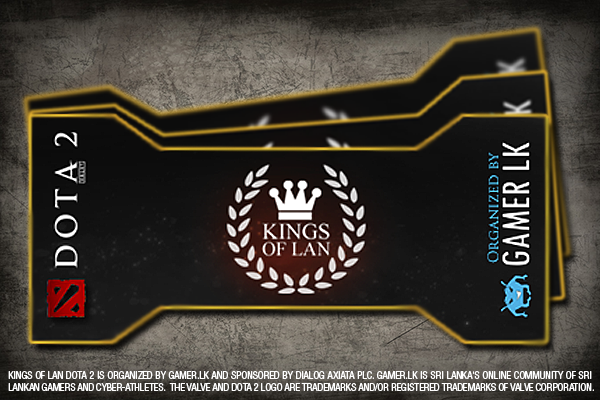 DOTA 2
KINGS
OF LAN
ORGANIZED BY
GAMER LK
K
K
KINGS OF LAN DOTA 2 IS ORGANIZED BY GAMER.LK AND SPONSORED BY DIALOG AXIATA PLC. GAMER.LK IS SRI LANKA'S ONLINE COMMUNITY OF SRI
LANKAN GAMERS AND CYBER-ATHLETES. THE VALVE AND DOTA 2 LOGO ARE TRADEMARKS AND/OR REGISTERED TRADEMARKS OF VALVE CORPORATION.